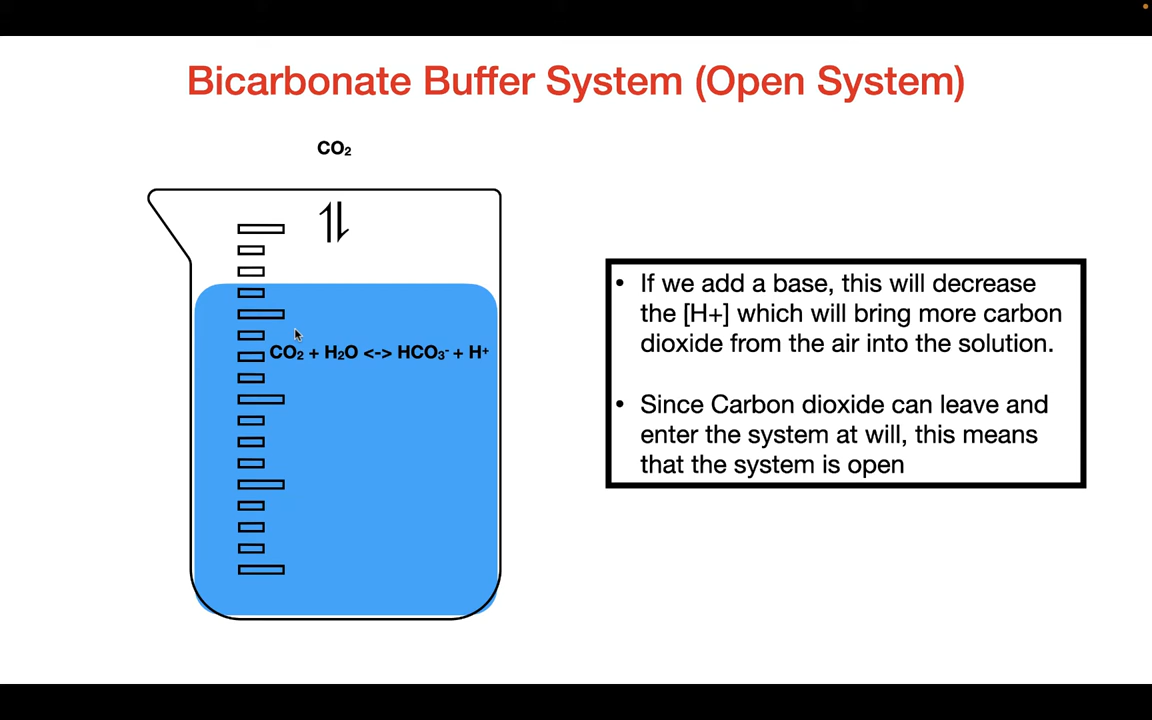 Bicarbonate Buffer System (Open System)
CO₂
CO₂ + H₂O <-> HCO₃⁻ + H⁺
• If we add a base, this will decrease
the [H+] which will bring more carbon
dioxide from the air into the solution.
• Since Carbon dioxide can leave and
enter the system at will, this means
that the system is open